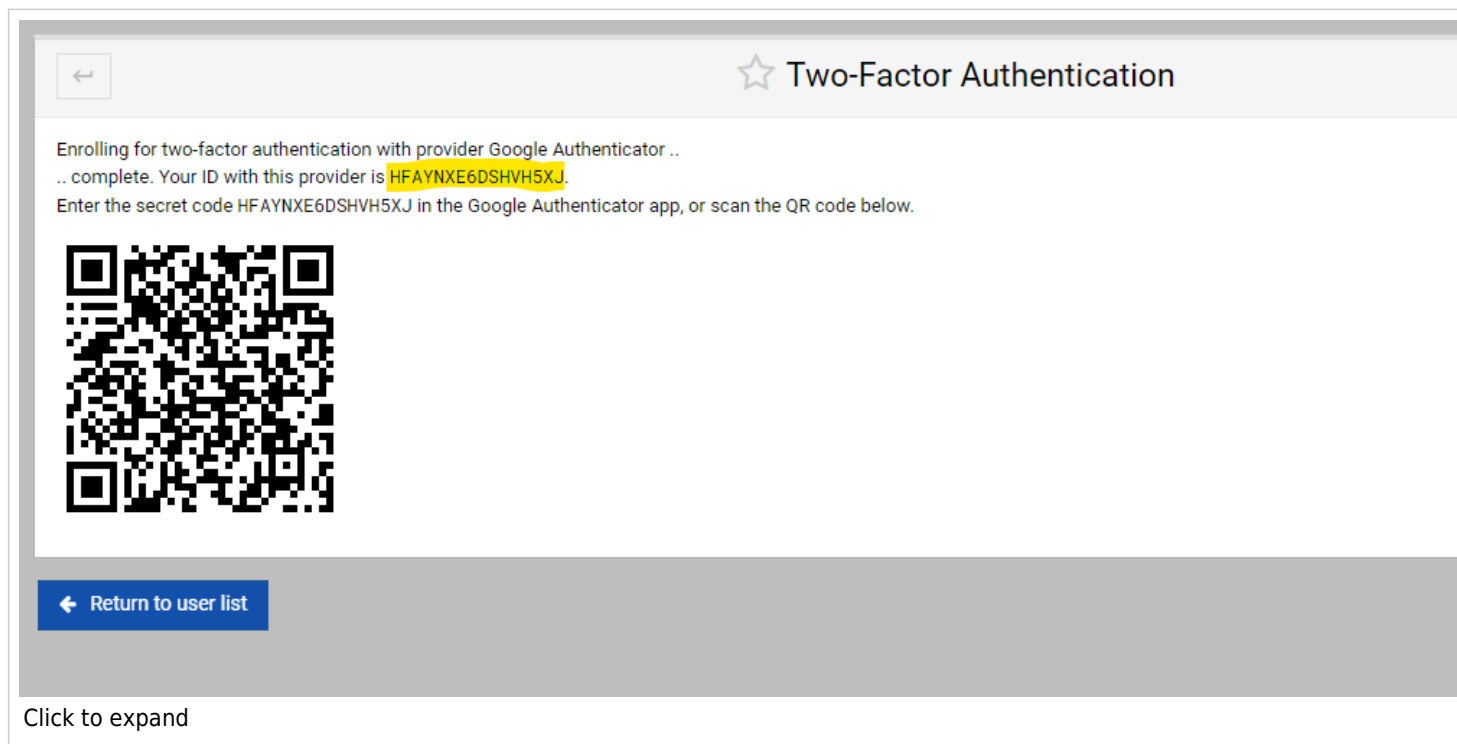 Two-Factor Authentication
Enrolling for two-factor authentication with provider Google Authenticator ..
.. complete. Your ID with this provider is HFAYNXE6DSHVH5XJ.
Enter the secret code HFAYNXE6DSHVH5XJ in the Google Authenticator app, or scan the QR code below.
Return to user list
Click to expand